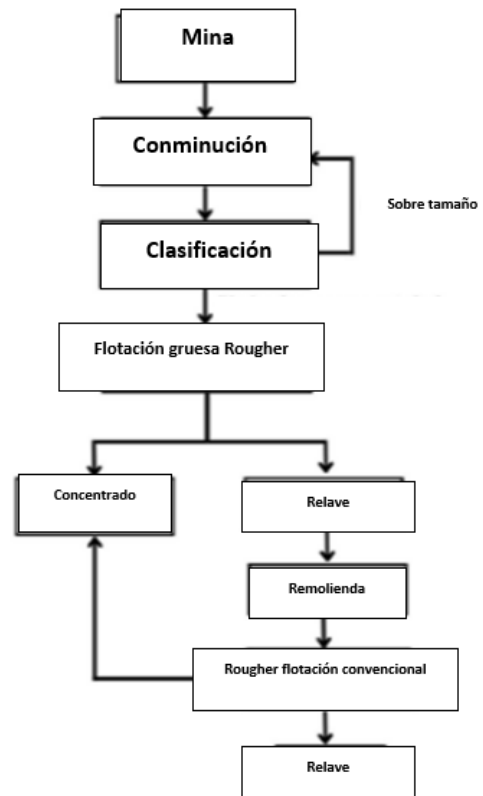 Mina
Conminución
Sobre tamaño
Clasificación
Flotación gruesa Rougher
Concentrado
Relave
Remolienda
Rougher flotación convencional
Relave